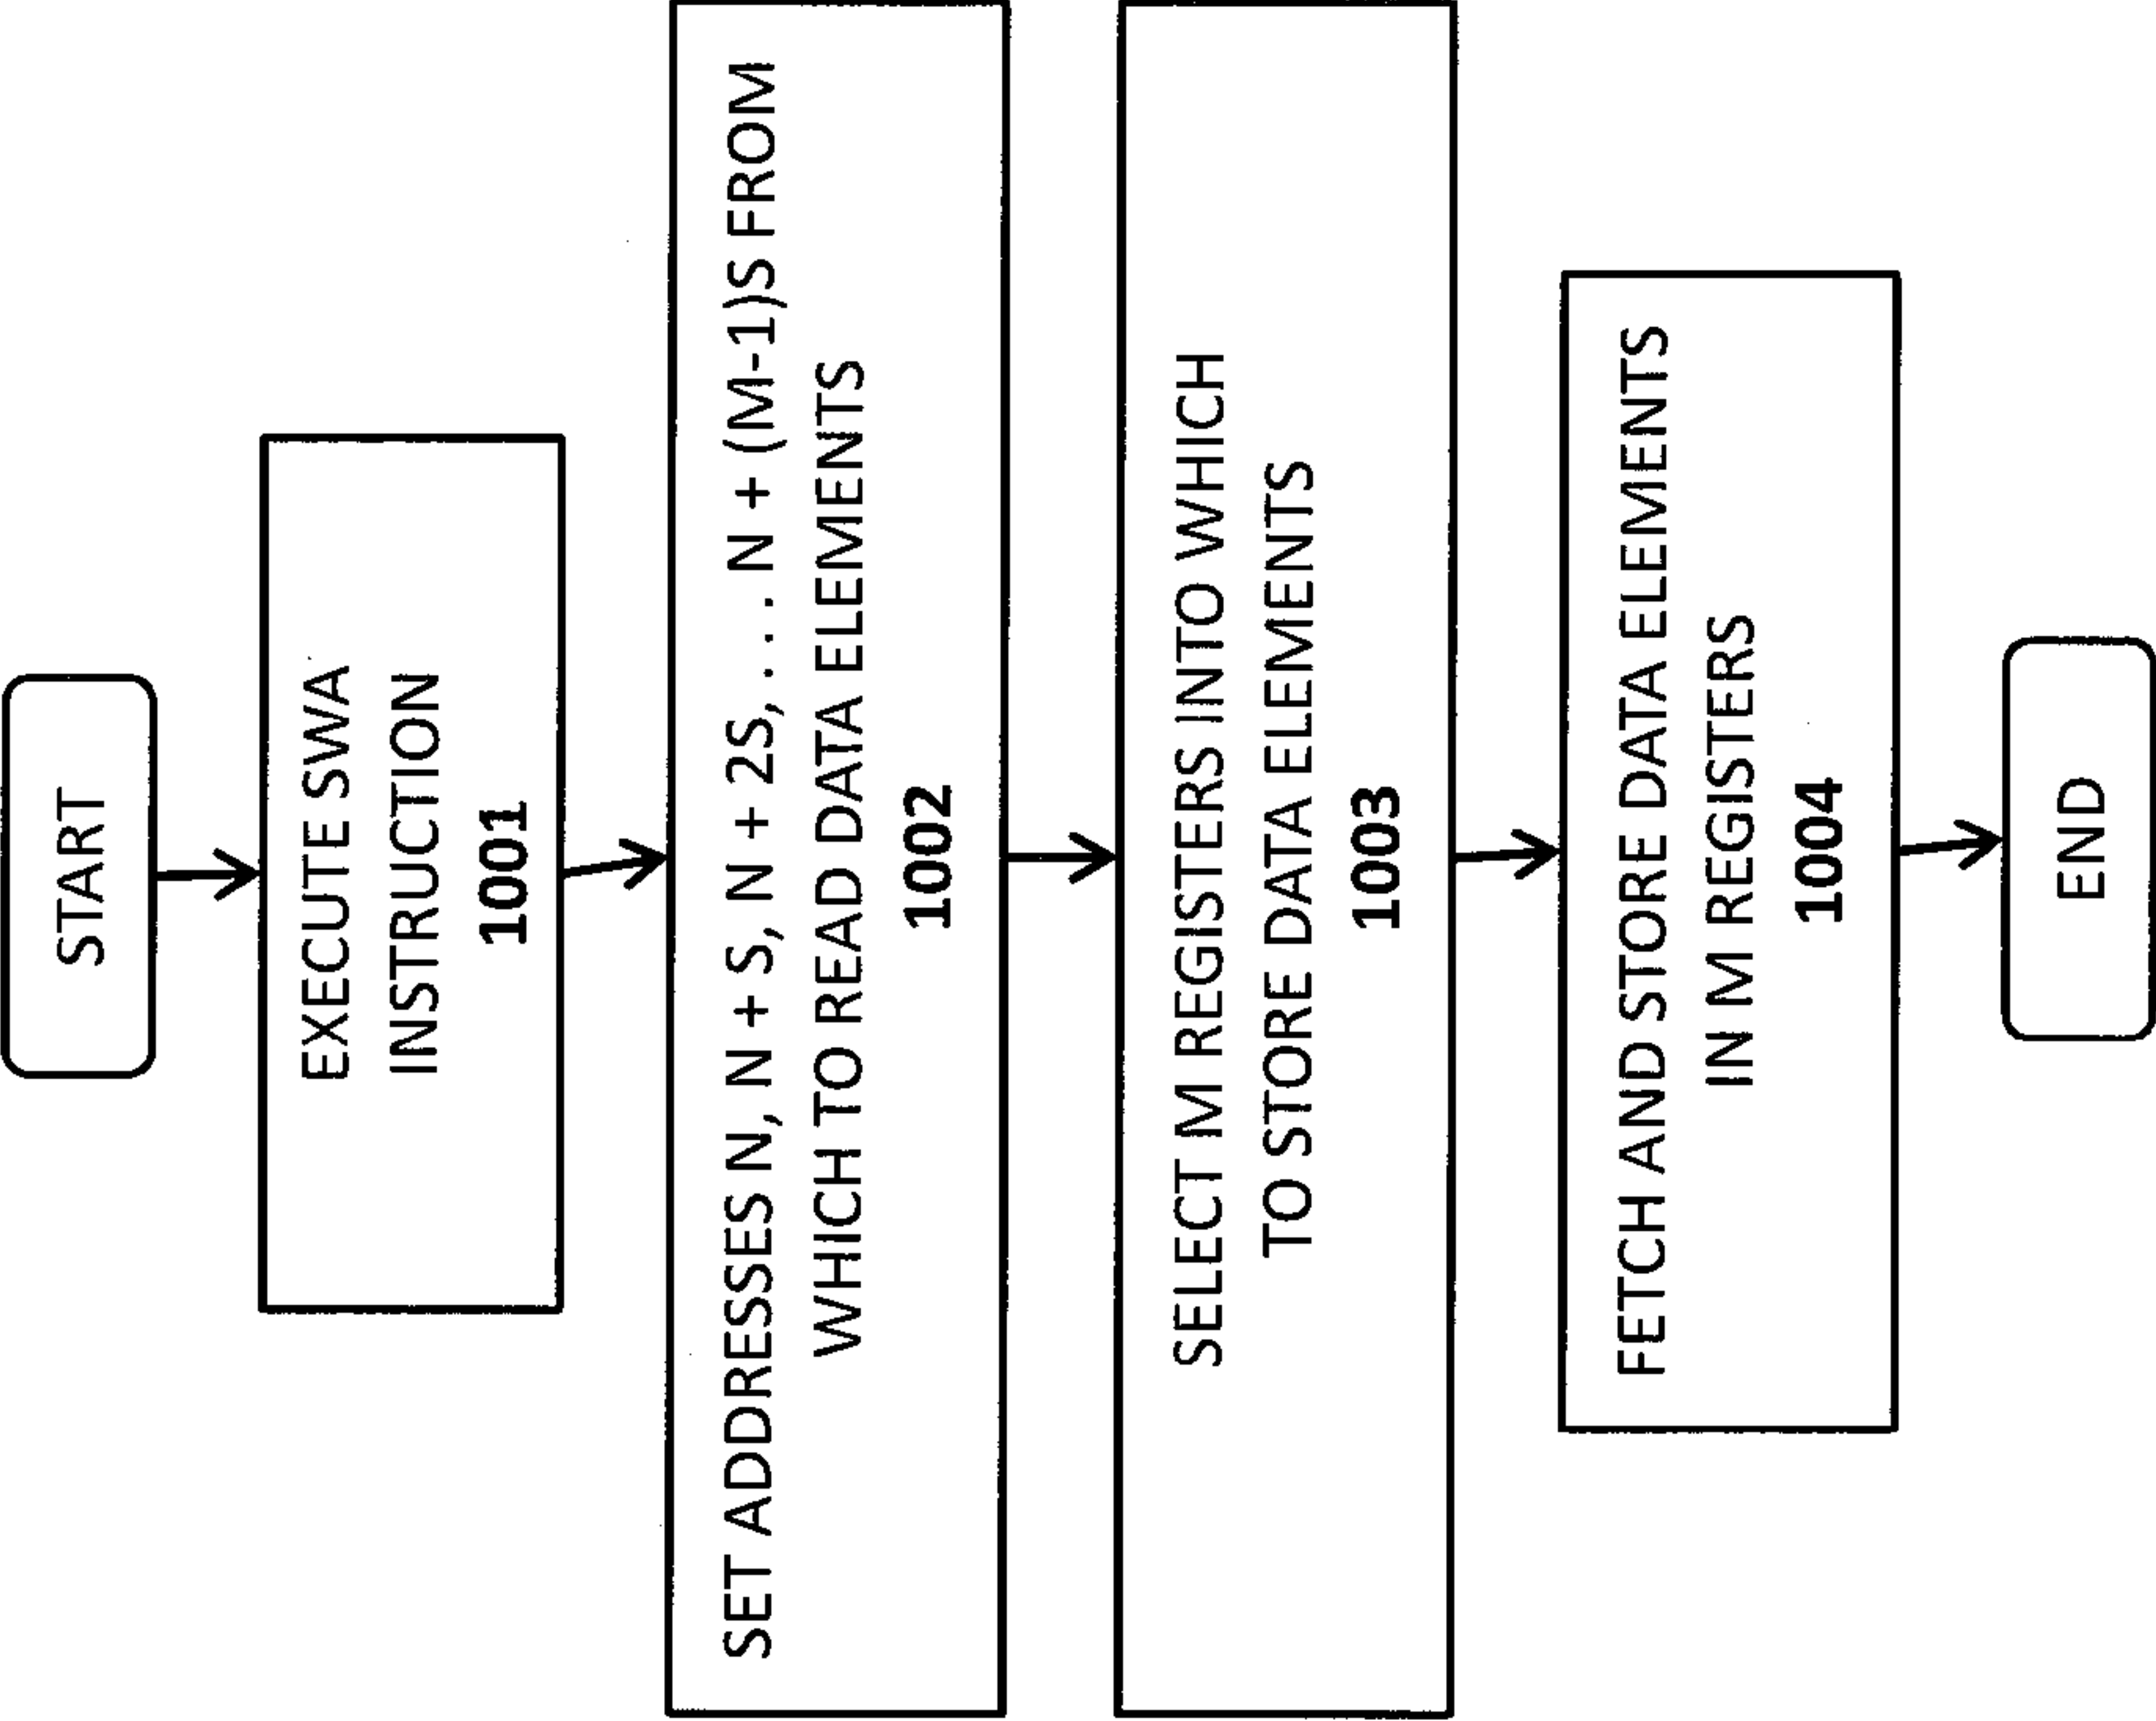 START
EXECUTE SWA
INSTRUCTION
1001
SET ADDRESSES N, N + S, N + 2S, . . . N + (M-1)S FROM
WHICH TO READ DATA ELEMENTS
1002
SELECT M REGISTERS INTO WHICH
TO STORE DATA ELEMENTS
1003
FETCH AND STORE DATA ELEMENTS
IN M REGISTERS
1004
END